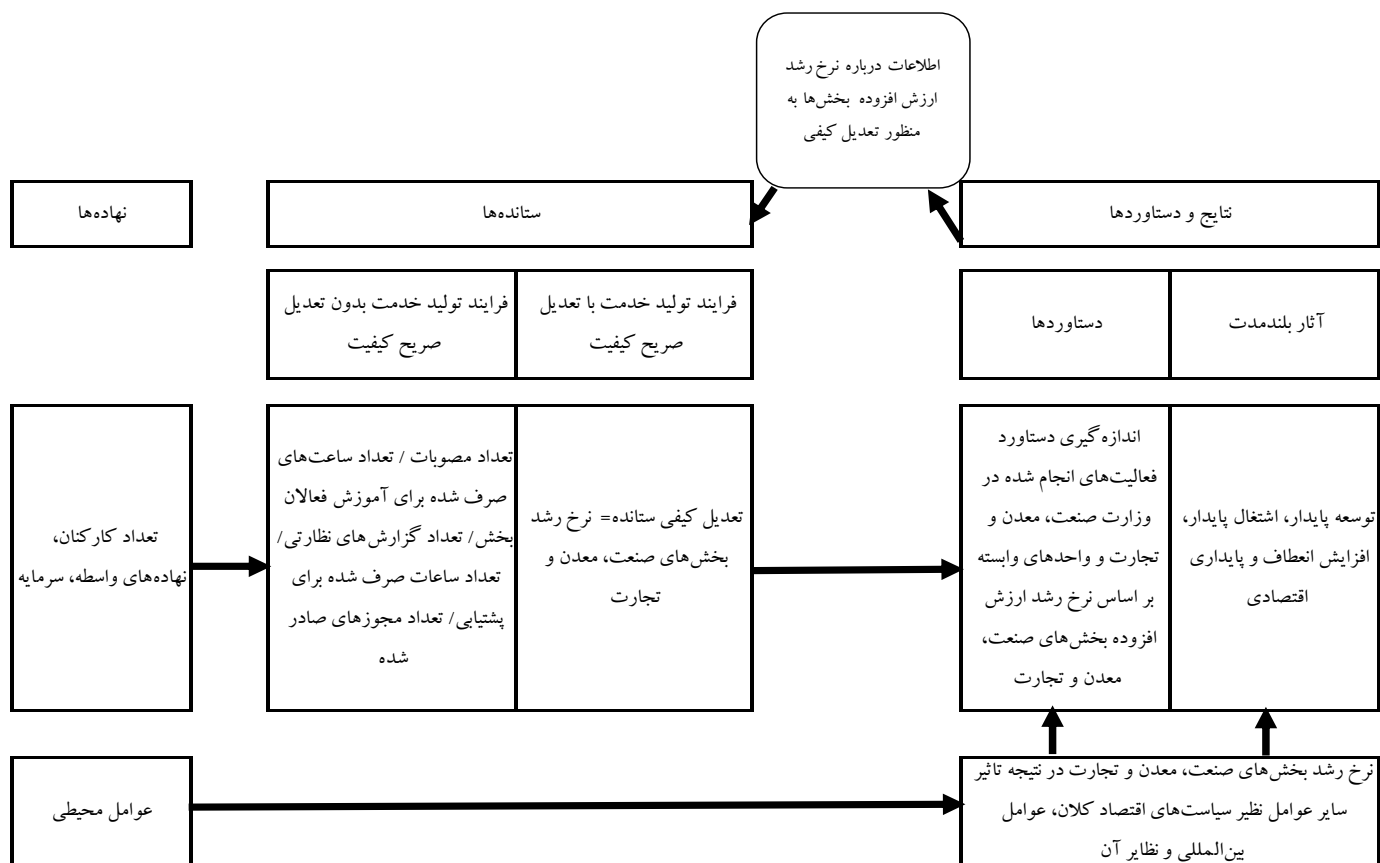 اطلاعات درباره نرخ رشد
ارزش افزوده بخش‌ها به
منظور تعدیل کیفی
نهاده‌ها
ستانده‌ها
نتایج و دستاوردها
فرایند تولید خدمت بدون تعدیل
صریح کیفیت
فرایند تولید خدمت با تعدیل
صریح کیفیت
دستاوردها
آثار بلندمدت
تعداد کارکنان،
نهاده‌های واسطه، سرمایه
تعداد مصوبات / تعداد ساعت‌های
صرف شده برای آموزش فعالان
بخش/ تعداد گزارش‌های نظارتی/
تعداد ساعات صرف شده برای
پشتیابی/ تعداد مجوزهای صادر
شده
تعدیل کیفی ستانده= نرخ رشد
بخش‌های صنعت، معدن و
تجارت
اندازه گیری دستاورد
فعالیت‌های انجام شده در
وزارت صنعت، معدن و
تجارت و واحدهای وابسته
بر اساس نرخ رشد ارزش
افزوده بخش‌های صنعت،
معدن و تجارت
توسعه پایدار، اشتغال پایدار،
افزایش انعطاف و پایداری
اقتصادی
عوامل محیطی
نرخ رشد بخش‌های صنعت، معدن و تجارت در نتیجه تاثیر
سایر عوامل نظیر سیاست‌های اقتصاد کلان، عوامل
بین‌المللی و نظایر آن